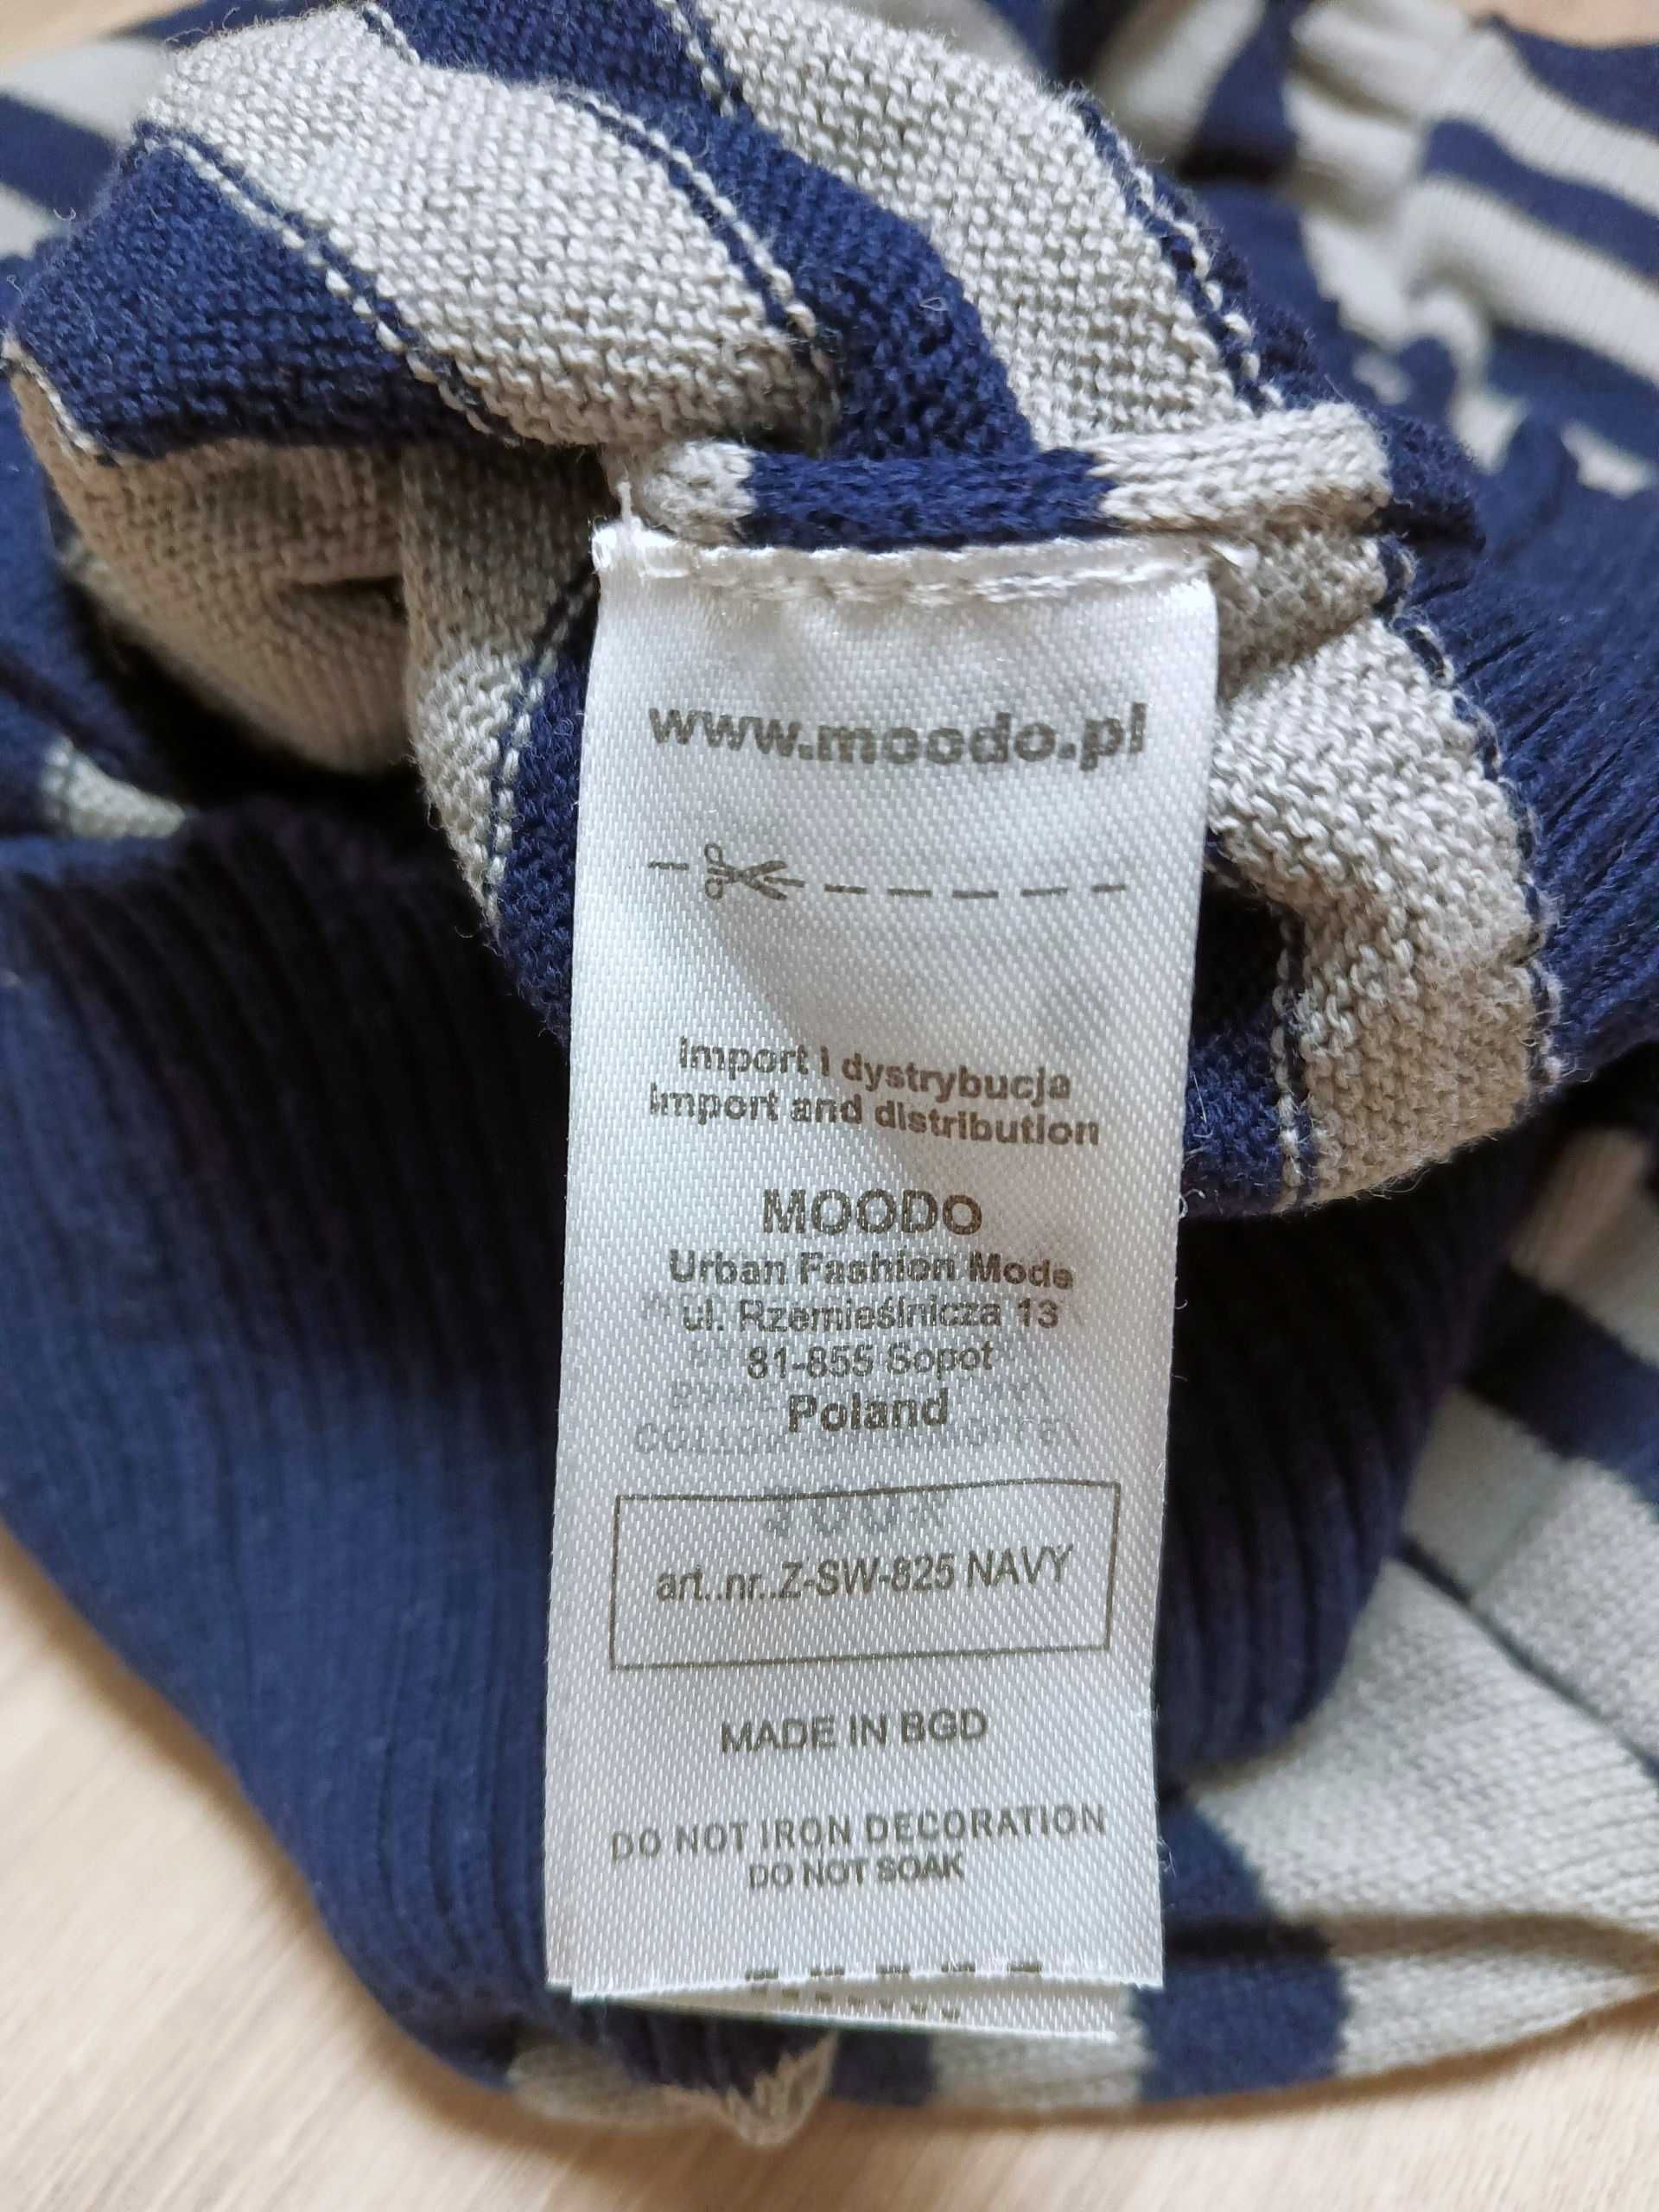 www.moodo.pl
Import i dystrybucja
import and distribution
MOODO
Urban Fashion Mode
ul. Rzemieślnicza 13
81-855 Sopot
Poland
art..nr..Z-SW-825 NAVY
MADE IN BGD
DO NOT IRON DECORATION
DO NOT SOAK